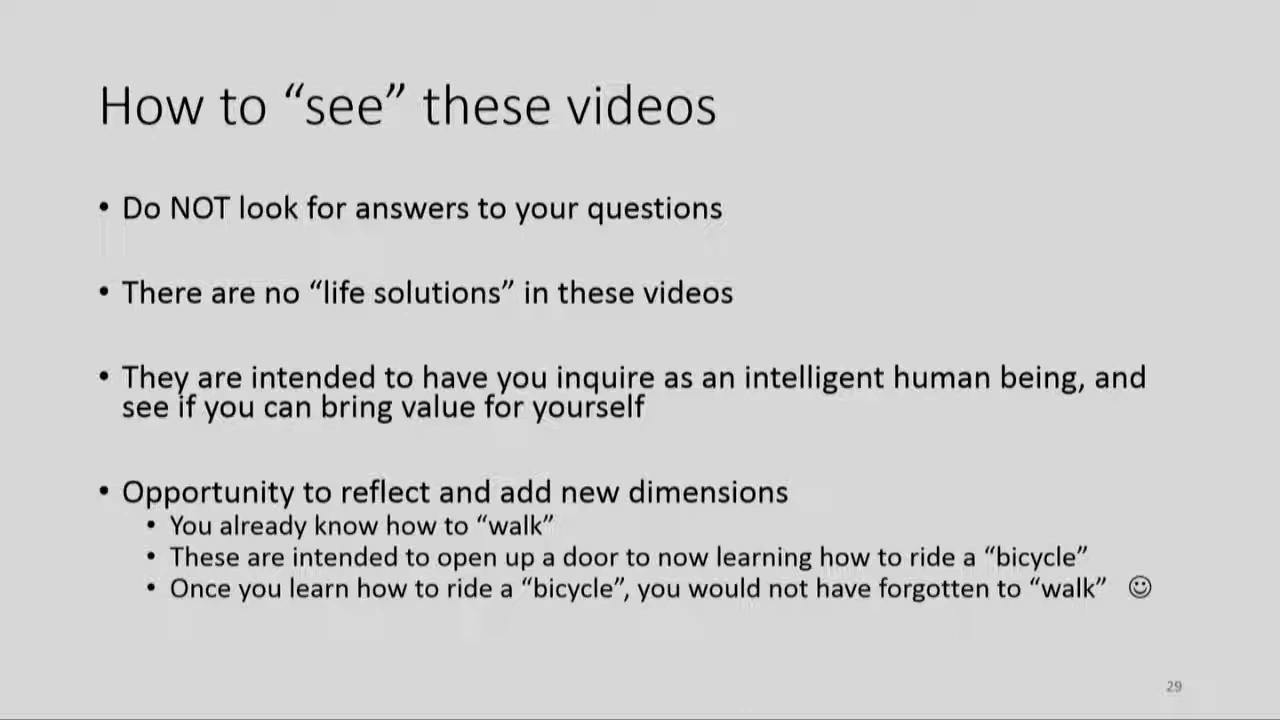 How to “see” these videos
• Do NOT look for answers to your questions
• There are no “life solutions” in these videos
• They are intended to have you inquire as an intelligent human being, and
see if you can bring value for yourself
• Opportunity to reflect and add new dimensions
• You already know how to “walk”
• These are intended to open up a door to now learning how to ride a “bicycle”
• Once you learn how to ride a “bicycle”, you would not have forgotten to “walk” ☺
29